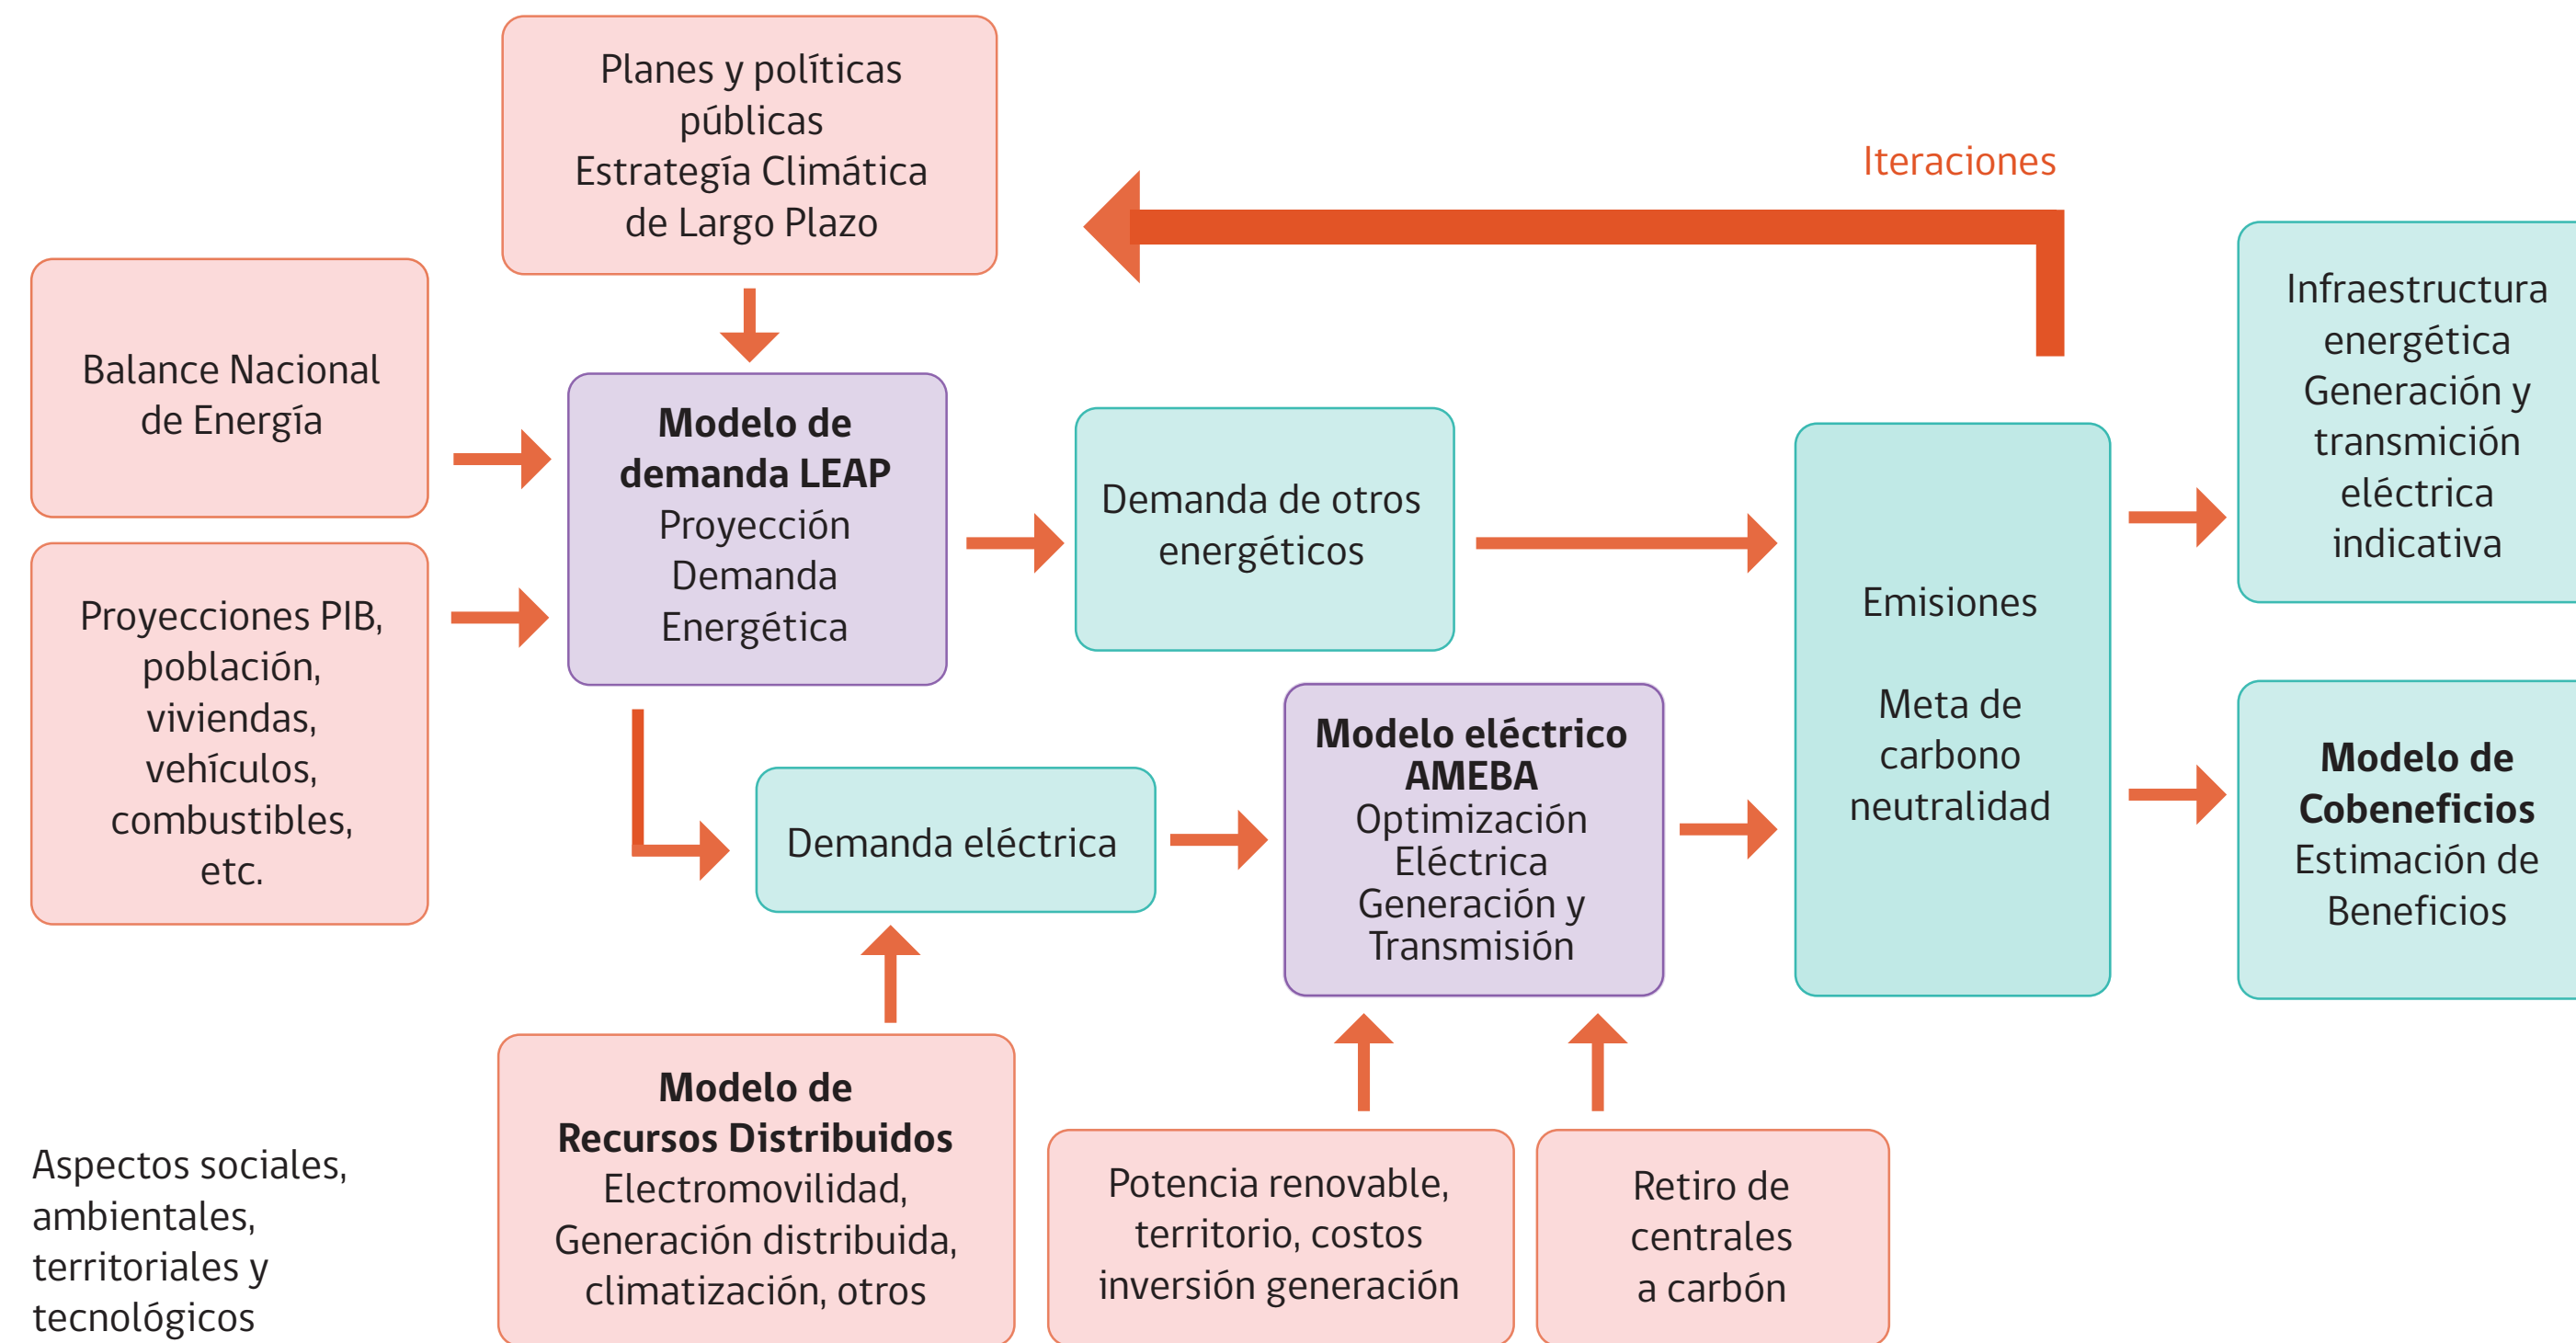 Planes y políticas
públicas
Estrategía Climática
de Largo Plazo
Iteraciones
Balance Nacional
de Energía
Proyecciones PIB,
población,
viviendas,
vehículos,
combustibles,
etc.
Modelo de
demanda LEAP
Proyección
Demanda
Energética
Demanda de otros
energéticos
Demanda eléctrica
Modelo eléctrico
AMEBA
Optimización
Eléctrica
Generación y
Transmisión
Emisiones
Meta de
carbono
neutralidad
Infraestructura
energética
Generación y
transmición
eléctrica
indicativa
Modelo de
Cobeneficios
Estimación de
Beneficios
Modelo de
Recursos Distribuidos
Electromovilidad,
Generación distribuida,
climatización, otros
Potencia renovable,
territorio, costos
inversión generación
Retiro de
centrales
a carbón
Aspectos sociales,
ambientales,
territoriales y
tecnológicos